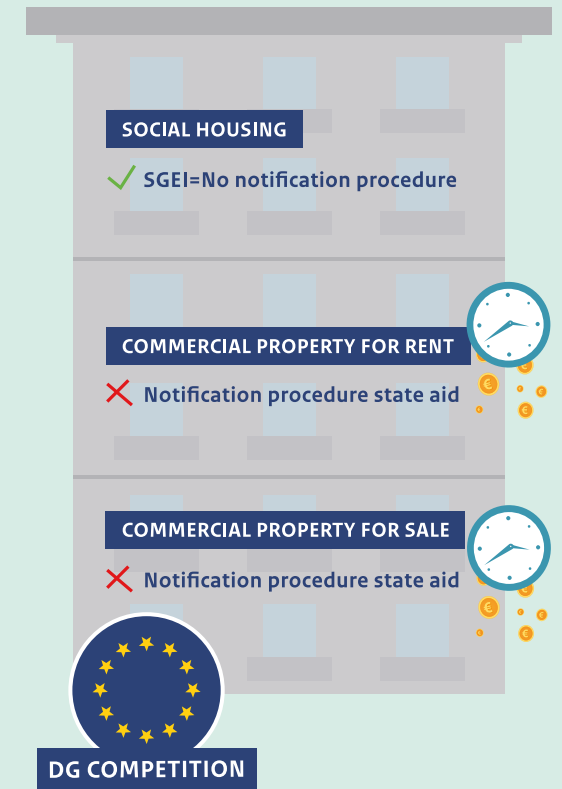 SOCIAL HOUSING
SGEI=No notification procedure
COMMERCIAL PROPERTY FOR RENT
Notification procedure state aid
COMMERCIAL PROPERTY FOR SALE
Notification procedure state aid
DG COMPETITION